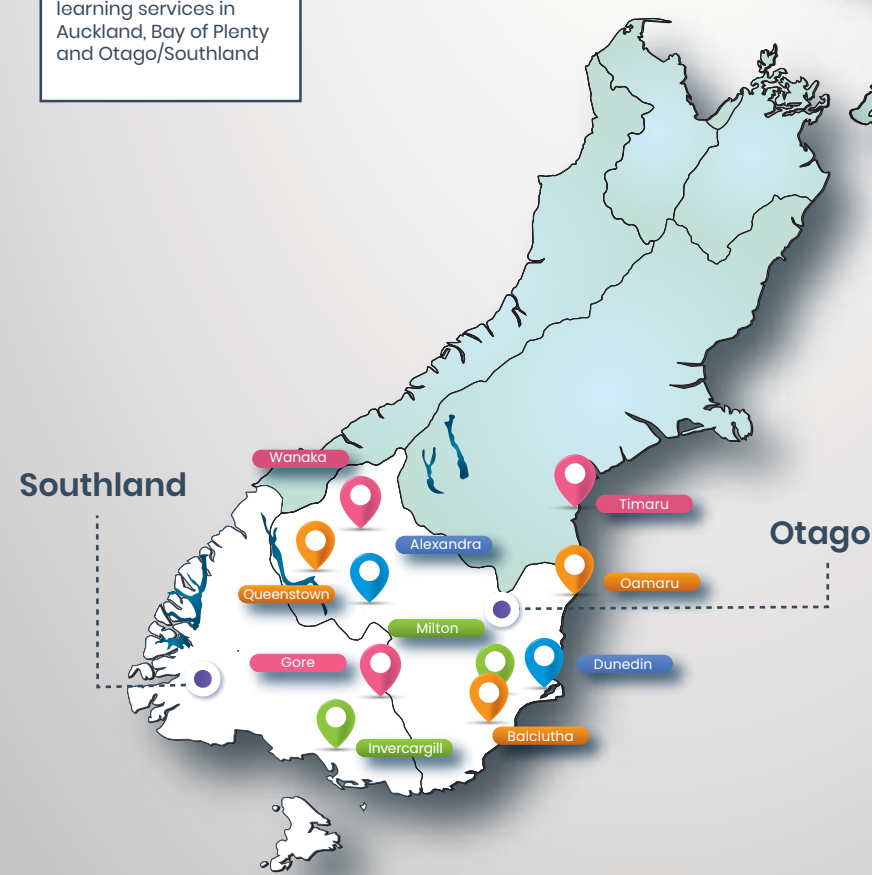 learning services in
Auckland, Bay of Plenty
and Otago/Southland
Wanaka
Southland
Timaru
Otago
Alexandra
Oamaru
Queenstown
Milton
Gore
Dunedin
Balclutha
Invercargill